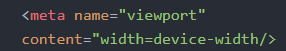 <meta name="viewport"
content="width=device-width/>